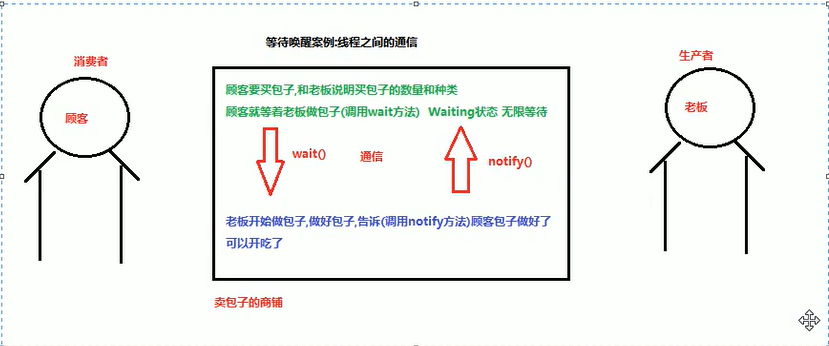 等待唤醒案例:线程之间的通信
消费者
生产者
顾客
老板
顾客要买包子,和老板说明买包子的数量和种类
顾客就等着老板做包子(调用wait方法) Waiting状态 无限等待
wait()
通信
notify()
老板开始做包子,做好包子,告诉(调用notify方法)顾客包子做好了
可以开吃了
卖包子的商铺